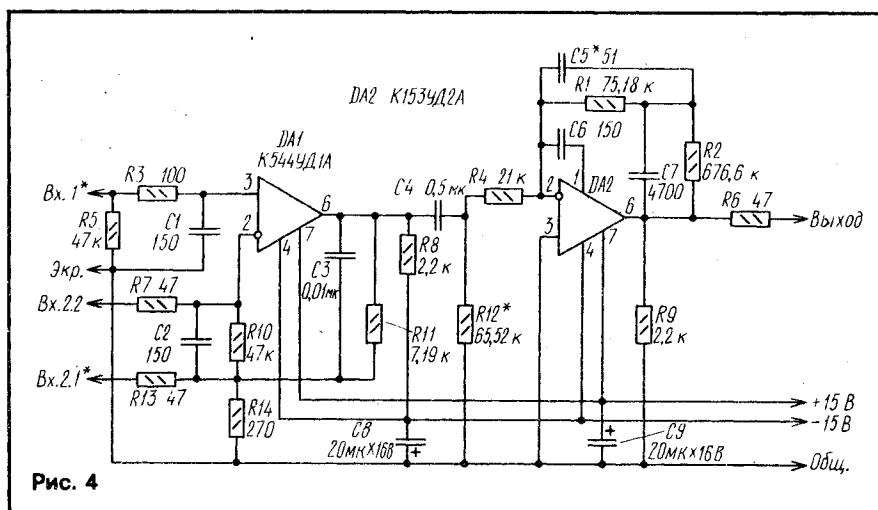 C5* 51
R1 75,18 к
DA2 К153УД2А
C6 150
DA1
К544УД1А
R2
676,6 к
C7
4700
C4
0,5 мк
R4 21 к
DA2
R3 100
Вх.1*
R5
47 к
C1
150
3
2
6
4
7
2
1
3
6
4
7
R6 47
Выход
Экр.
R8
2,2 к
C3
0,01мк
R7 47
Вх.2.2
C2
150
R10
47 к
R12*
65,52 к
R9
2,2 к
R11
7,19 к
Вх.2.1*
R13 47
R14
270
+15 В
-15 В
C8
20мк×16В
+
+
C9
20мк×16В
Общ.
Рис. 4